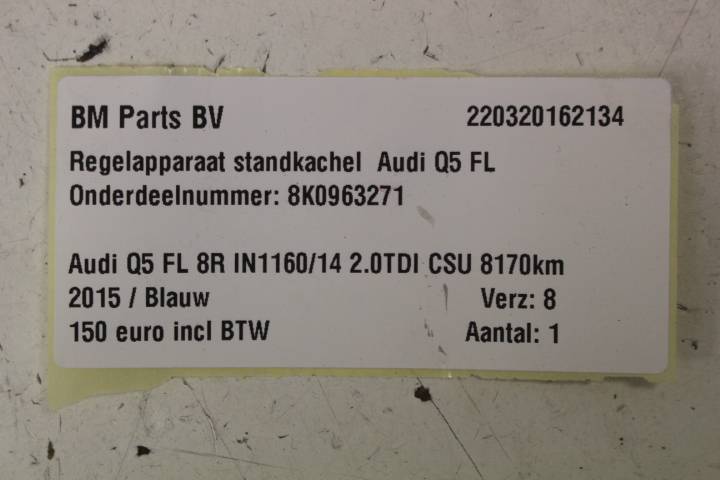 BM Parts BV 220320162134
Regelapparaat standkachel Audi Q5 FL
Onderdeelnummer: 8K0963271
Audi Q5 FL 8R IN1160/14 2.0TDI CSU 8170km
2015 / Blauw Verz: 8
150 euro incl BTW Aantal: 1